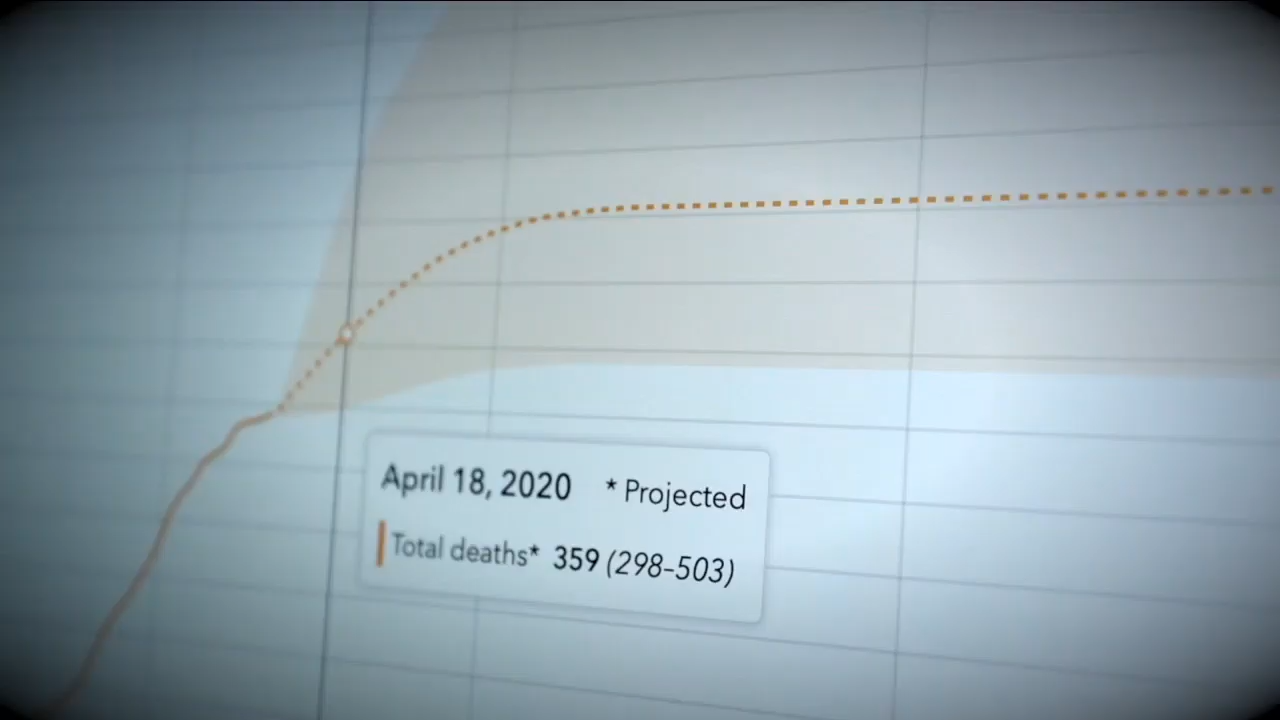 April 18, 2020 * Projected
Total deaths* 359 (298-503)